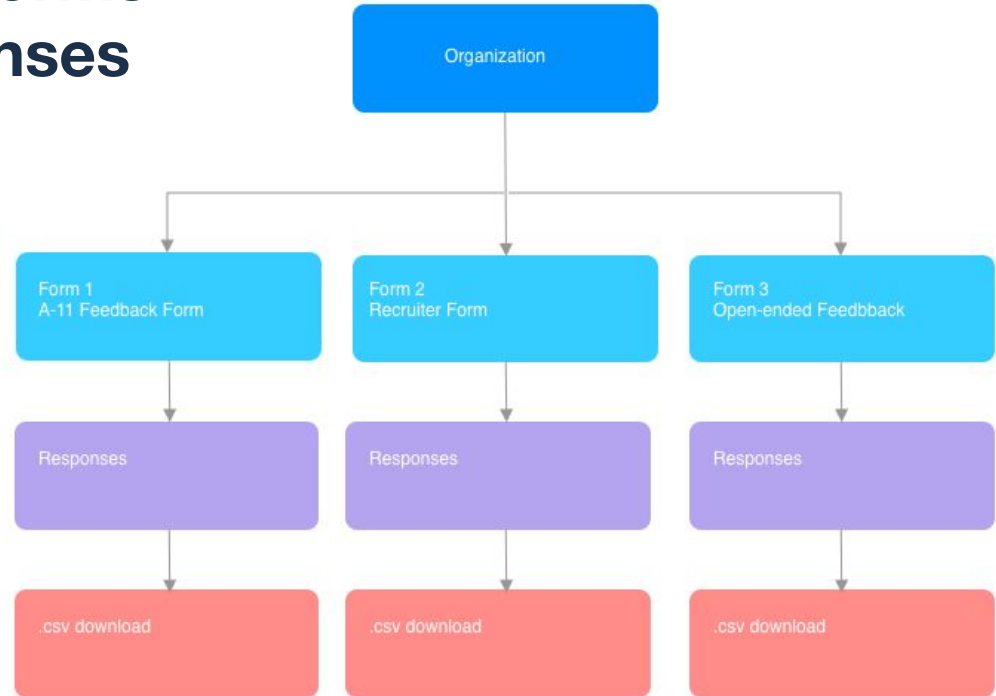 nses
Organization
Form 1
A-11 Feedback Form
Form 2
Recruiter Form
Form 3
Open-ended Feedbback
Responses
Responses
Responses
.csv download
.csv download
.csv download